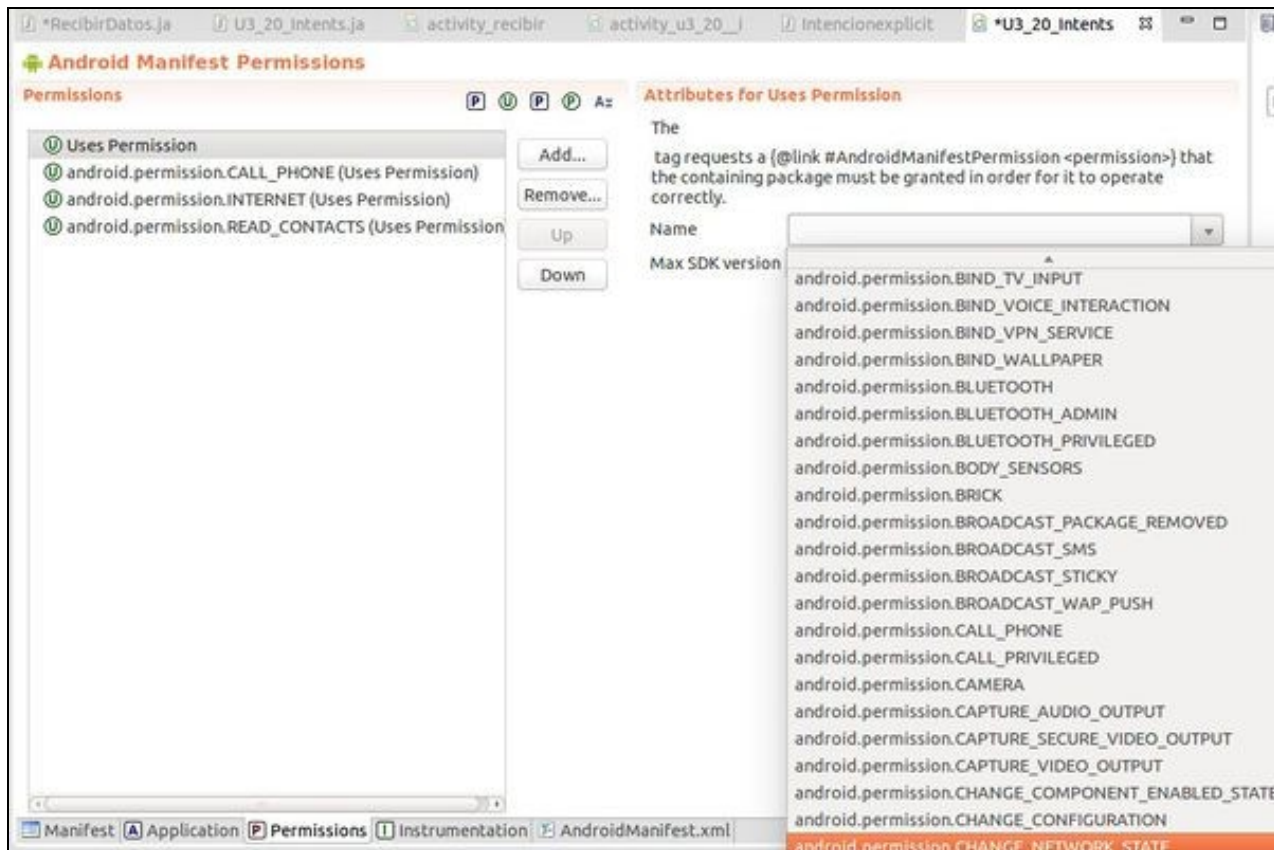 *RecibirDatos.ja U3_20_Intents.ja activity_recibir activity_u3_20__i Intencionexplicit *U3_20_Intents
Android Manifest Permissions
Permissions
P U P P Az
Attributes for Uses Permission
U Uses Permission
U android.permission.CALL_PHONE (Uses Permission)
U android.permission.INTERNET (Uses Permission)
U android.permission.READ_CONTACTS (Uses Permission
Add...
Remove...
Up
Down
The
tag requests a {@link #AndroidManifestPermission <permission>} that
the containing package must be granted in order for it to operate
correctly.
Name
Max SDK version
android.permission.BIND_TV_INPUT
android.permission.BIND_VOICE_INTERACTION
android.permission.BIND_VPN_SERVICE
android.permission.BIND_WALLPAPER
android.permission.BLUETOOTH
android.permission.BLUETOOTH_ADMIN
android.permission.BLUETOOTH_PRIVILEGED
android.permission.BODY_SENSORS
android.permission.BRICK
android.permission.BROADCAST_PACKAGE_REMOVED
android.permission.BROADCAST_SMS
android.permission.BROADCAST_STICKY
android.permission.BROADCAST_WAP_PUSH
android.permission.CALL_PHONE
android.permission.CALL_PRIVILEGED
android.permission.CAMERA
android.permission.CAPTURE_AUDIO_OUTPUT
android.permission.CAPTURE_SECURE_VIDEO_OUTPUT
android.permission.CAPTURE_VIDEO_OUTPUT
android.permission.CHANGE_COMPONENT_ENABLED_STATE
android.permission.CHANGE_CONFIGURATION
android.permission.CHANGE_NETWORK_STATE
Manifest A Application P Permissions I Instrumentation AndroidManifest.xml